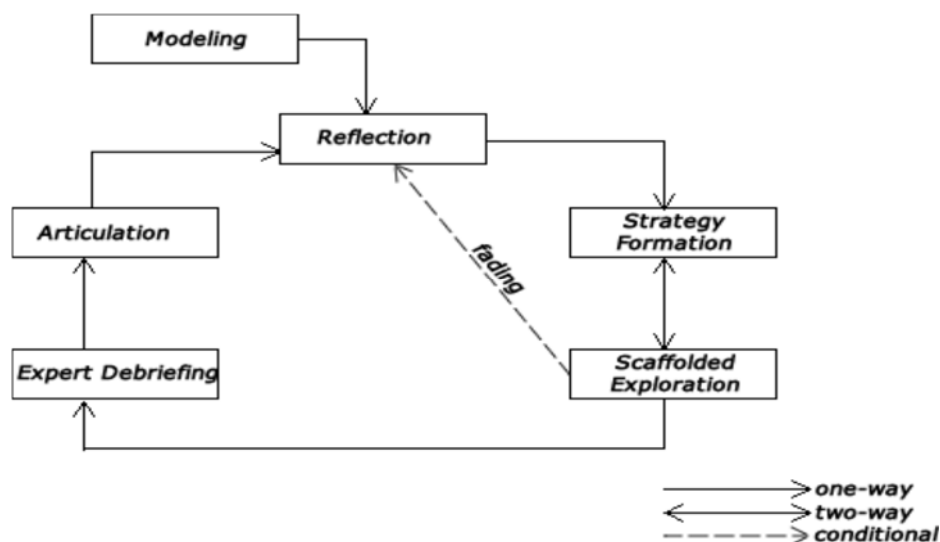 Modeling
Reflection
Articulation
Strategy
Formation
fading
Expert Debriefing
Scaffolded
Exploration
one-way
two-way
conditional